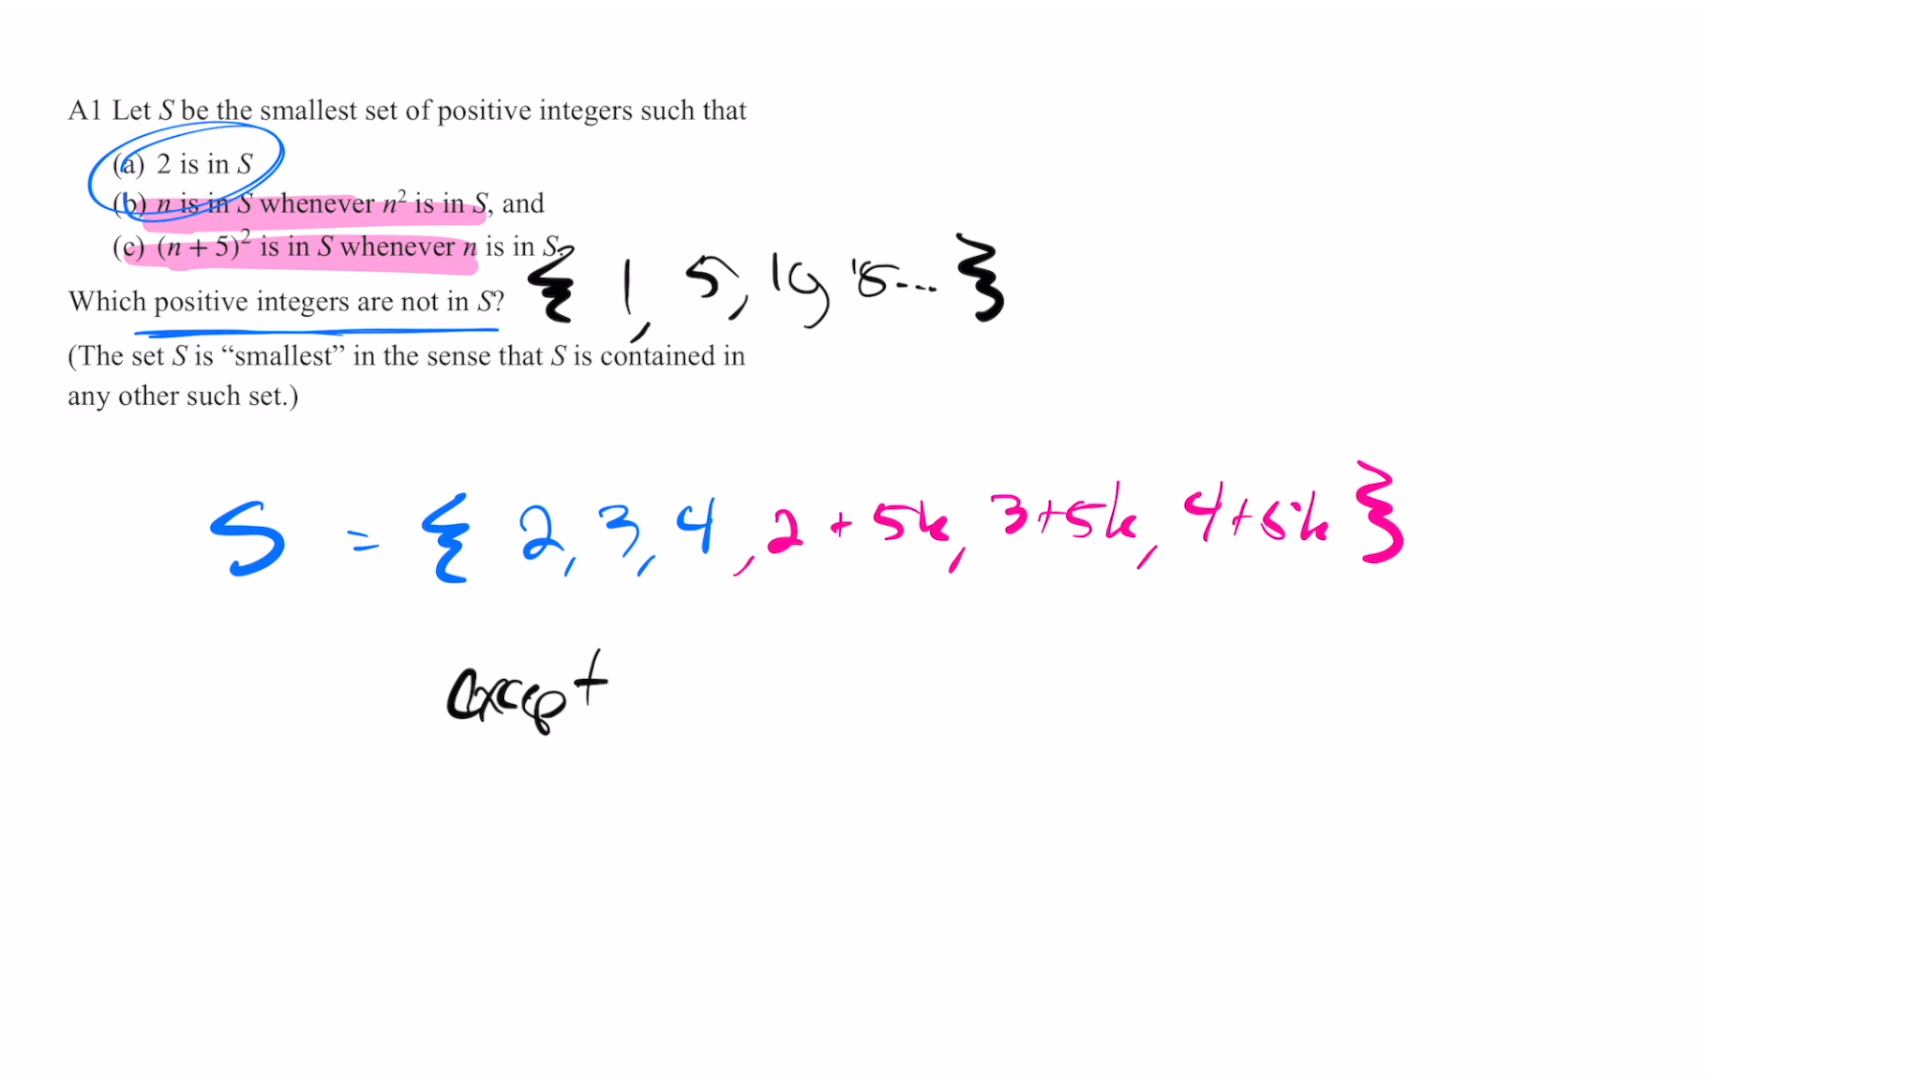 A1 Let S be the smallest set of positive integers such that
(a) 2 is in S
(b) n is in S whenever n² is in S, and
(c) (n + 5)² is in S whenever n is in S.
{ 1, 5, 10, 15... }
Which positive integers are not in S?
(The set S is “smallest” in the sense that S is contained in
any other such set.)
S = { 2, 3, 4, 2 + 5k, 3+5k, 4+5k }
except